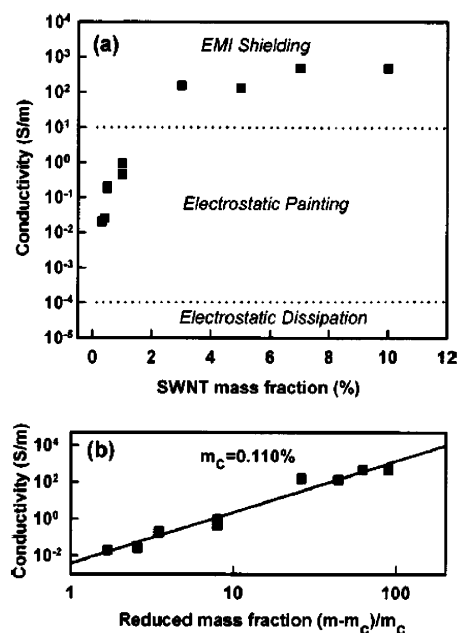 (a)
EMI Shielding
Electrostatic Painting
Electrostatic Dissipation
Conductivity (S/m)
10⁴
10³
10²
10¹
10⁰
10⁻¹
10⁻²
10⁻³
10⁻⁴
10⁻⁵
0 2 4 6 8 10 12
SWNT mass fraction (%)
(b)
m_C=0.110%
Conductivity (S/m)
10⁴
10²
10⁰
10⁻²
1 10 100
Reduced mass fraction (m-m_c)/m_c